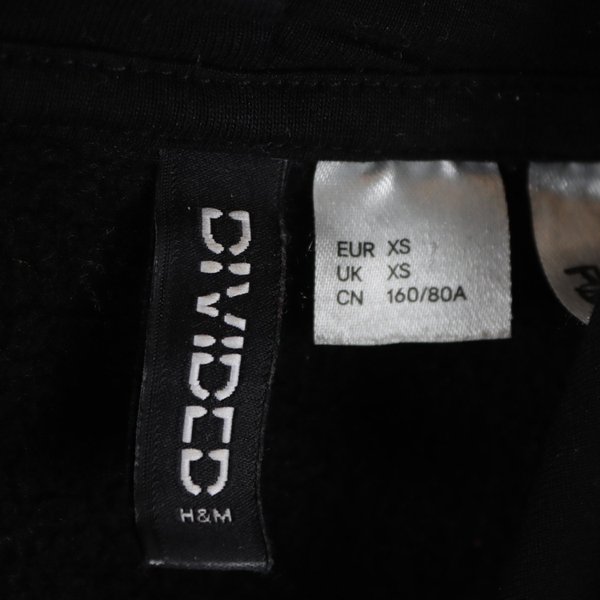 DIVIDED
H&M
EUR XS
UK XS
CN 160/80A